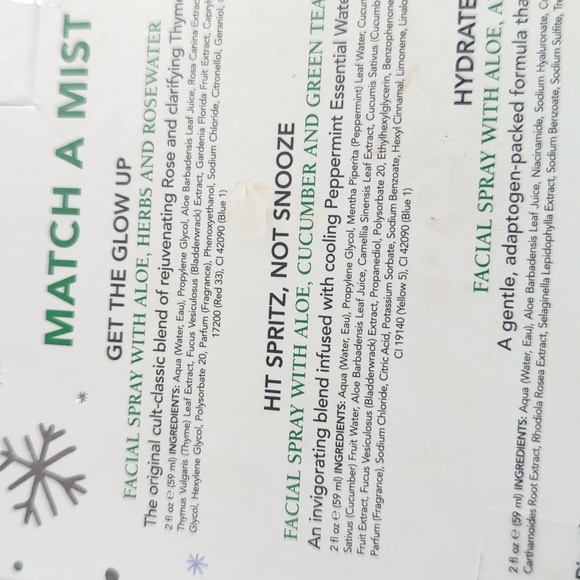 MATCH A MIST
GET THE GLOW UP
FACIAL SPRAY WITH ALOE, HERBS AND ROSEWATER
The original cult-classic blend of rejuvenating Rose and clarifying Thyme
2 fl oz e (59 ml) INGREDIENTS: Aqua (Water, Eau), Propylene Glycol, Aloe Barbadensis Leaf Juice, Rosa Canina Extract
Thymus Vulgaris (Thyme) Leaf Extract, Fucus Vesiculosus (Bladderwrack) Extract, Gardenia Florida Fruit Extract,
Glycol, Hexylene Glycol, Polysorbate 20, Parfum (Fragrance), Phenoxyethanol, Sodium Chloride, Citronellol, Geraniol,
17200 (Red 33), CI 42090 (Blue 1)
HIT SPRITZ, NOT SNOOZE
FACIAL SPRAY WITH ALOE, CUCUMBER AND GREEN TEA
An invigorating blend infused with cooling Peppermint Essential Wate
2 fl oz e (59 ml) INGREDIENTS: Aqua (Water, Eau), Propylene Glycol, Mentha Piperita (Peppermint) Leaf Water, Cucum
Sativus (Cucumber) Fruit Water, Aloe Barbadensis Leaf Juice, Camellia Sinensis Leaf Extract, Cucumis Sativus (Cucumb
Fruit Extract, Fucus Vesiculosus (Bladderwrack) Extract, Propanediol, Polysorbate 20, Ethylhexylglycerin, Benzophenone
Parfum (Fragrance), Sodium Chloride, Citric Acid, Potassium Sorbate, Sodium Benzoate, Hexyl Cinnamal, Limonene, Linalo
CI 19140 (Yellow 5), CI 42090 (Blue 1)
HYDRATE
FACIAL SPRAY WITH ALOE, A
A gentle, adaptogen-packed formula tha
2 fl oz e (59 ml) INGREDIENTS: Aqua (Water, Eau), Aloe Barbadensis Leaf Juice, Niacinamide, Sodium Hyaluronate,
Carthamoides Root Extract, Rhodiola Rosea Extract, Selaginella Lepidophylla Extract, Sodium Benzoate, Sodium Sulfite,